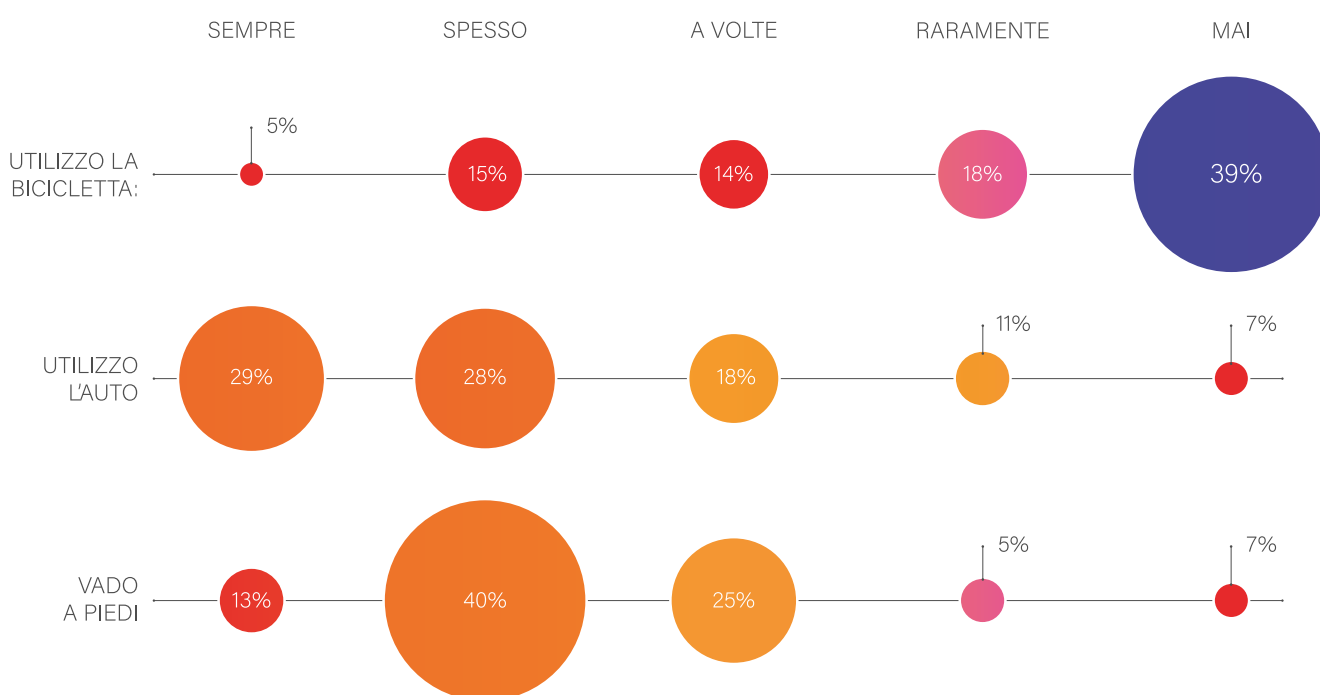 SEMPRE SPESSO A VOLTE RARAMENTE MAI
5%
UTILIZZO LA
BICICLETTA:
15% 14% 18% 39%
11% 7%
UTILIZZO
L'AUTO
29% 28% 18%
5% 7%
VADO
A PIEDI
13% 40% 25%